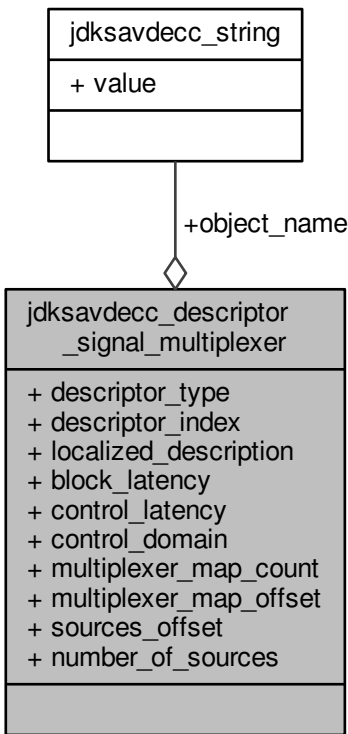 jdksavdecc_string
+ value
+object_name
jdksavdecc_descriptor
_signal_multiplexer
+ descriptor_type
+ descriptor_index
+ localized_description
+ block_latency
+ control_latency
+ control_domain
+ multiplexer_map_count
+ multiplexer_map_offset
+ sources_offset
+ number_of_sources